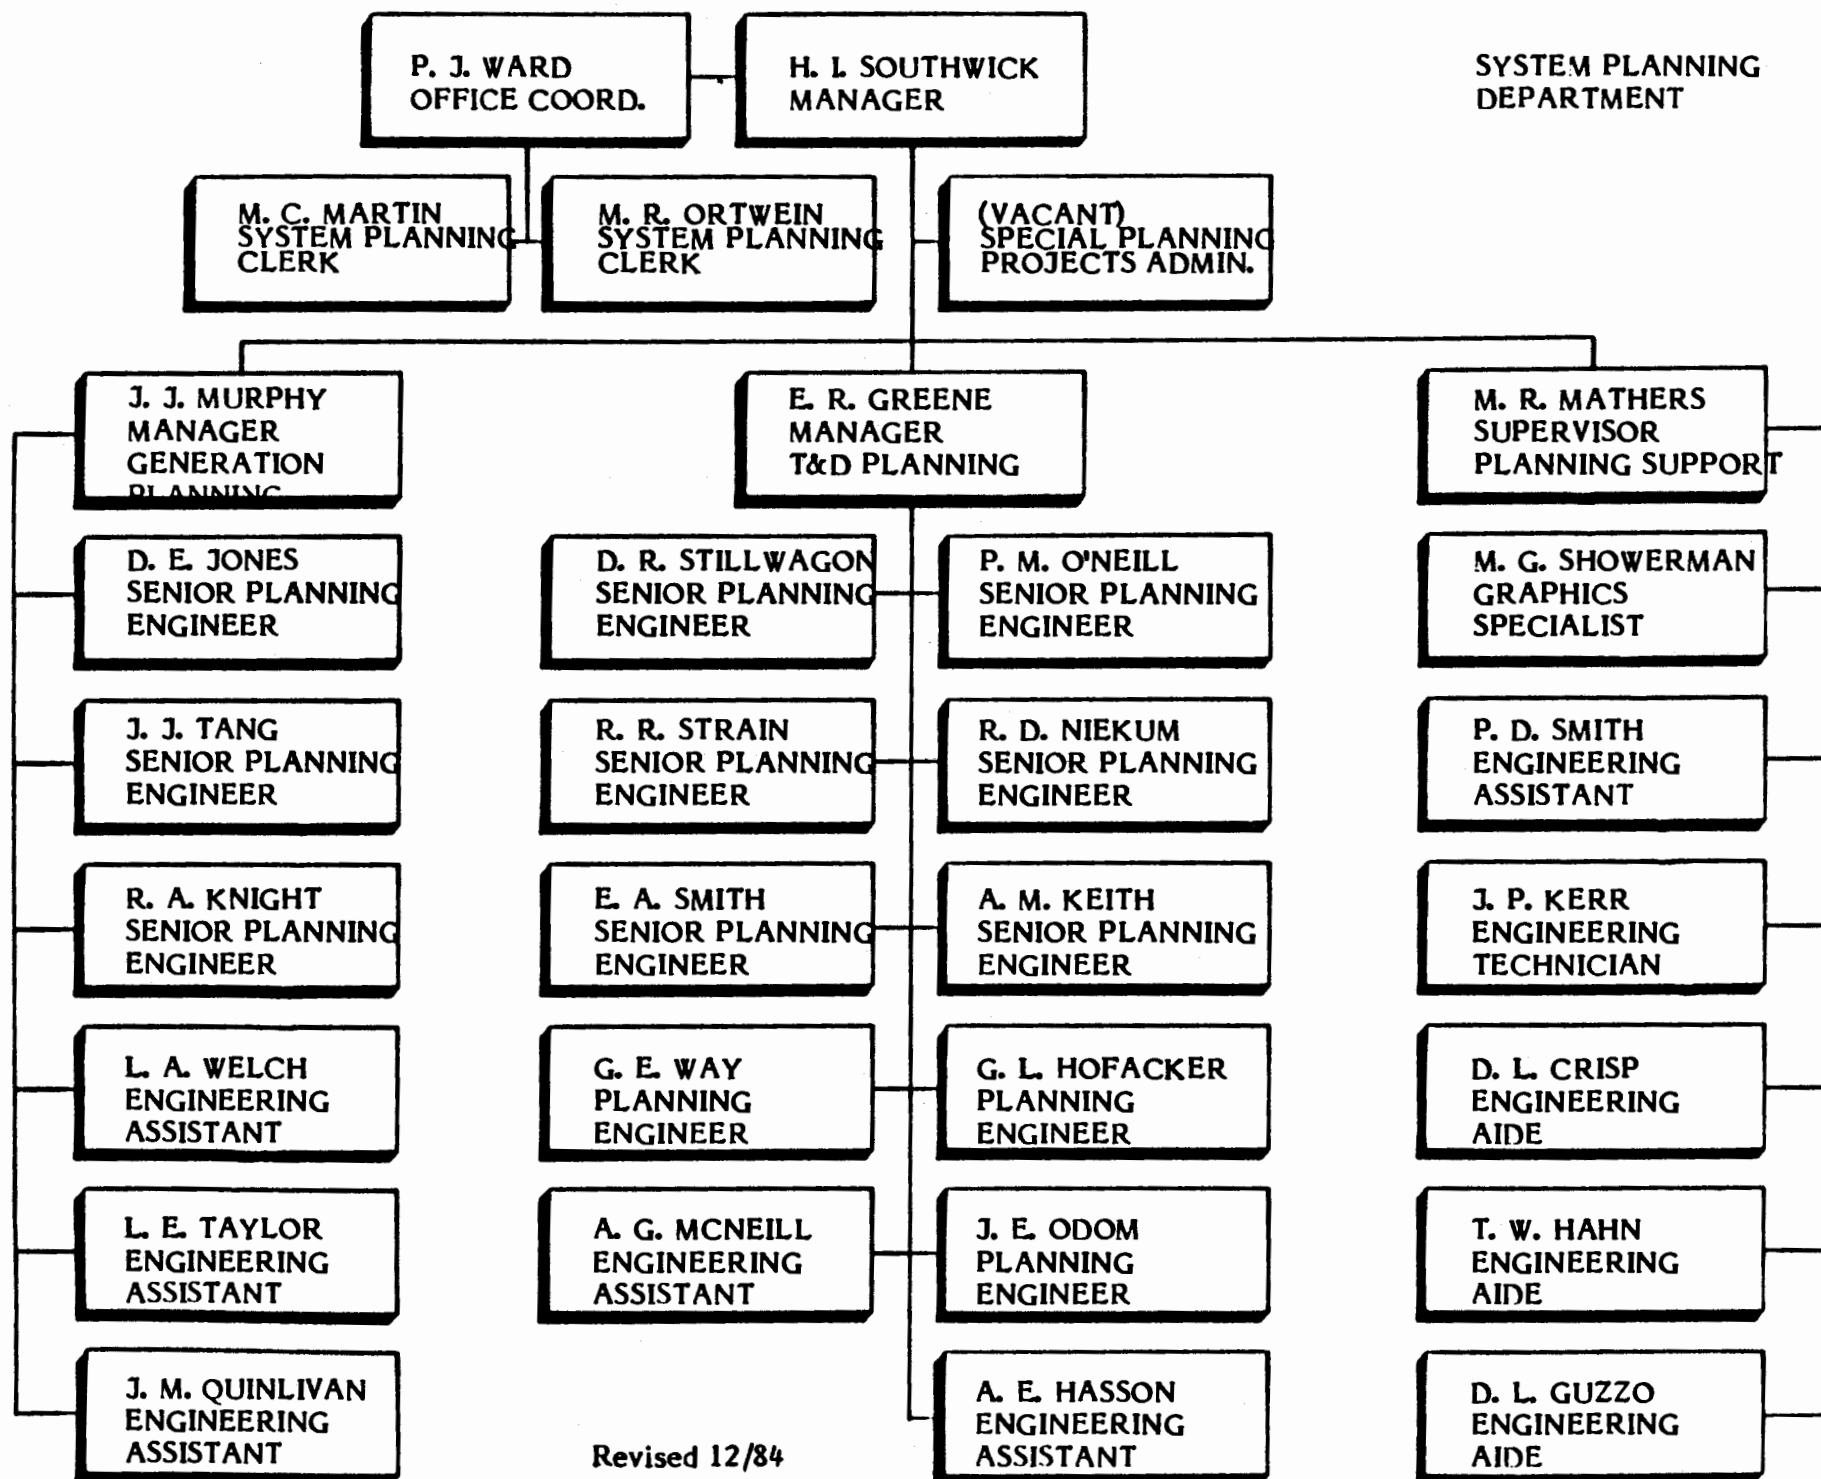 P. J. WARD
OFFICE COORD.
H. I. SOUTHWICK
MANAGER
SYSTEM PLANNING
DEPARTMENT
M. C. MARTIN
SYSTEM PLANNING
CLERK
M. R. ORTWEIN
SYSTEM PLANNING
CLERK
(VACANT)
SPECIAL PLANNING
PROJECTS ADMIN.
J. J. MURPHY
MANAGER
GENERATION
PLANNING
E. R. GREENE
MANAGER
T&D PLANNING
M. R. MATHERS
SUPERVISOR
PLANNING SUPPORT
D. E. JONES
SENIOR PLANNING
ENGINEER
D. R. STILLWAGON
SENIOR PLANNING
ENGINEER
P. M. O'NEILL
SENIOR PLANNING
ENGINEER
M. G. SHOWERMAN
GRAPHICS
SPECIALIST
J. J. TANG
SENIOR PLANNING
ENGINEER
R. R. STRAIN
SENIOR PLANNING
ENGINEER
R. D. NIEKUM
SENIOR PLANNING
ENGINEER
P. D. SMITH
ENGINEERING
ASSISTANT
R. A. KNIGHT
SENIOR PLANNING
ENGINEER
E. A. SMITH
SENIOR PLANNING
ENGINEER
A. M. KEITH
SENIOR PLANNING
ENGINEER
J. P. KERR
ENGINEERING
TECHNICIAN
L. A. WELCH
ENGINEERING
ASSISTANT
G. E. WAY
PLANNING
ENGINEER
G. L. HOFACKER
PLANNING
ENGINEER
D. L. CRISP
ENGINEERING
AIDE
L. E. TAYLOR
ENGINEERING
ASSISTANT
A. G. MCNEILL
ENGINEERING
ASSISTANT
J. E. ODOM
PLANNING
ENGINEER
T. W. HAHN
ENGINEERING
AIDE
J. M. QUINLIVAN
ENGINEERING
ASSISTANT
Revised 12/84
A. E. HASSON
ENGINEERING
ASSISTANT
D. L. GUZZO
ENGINEERING
AIDE